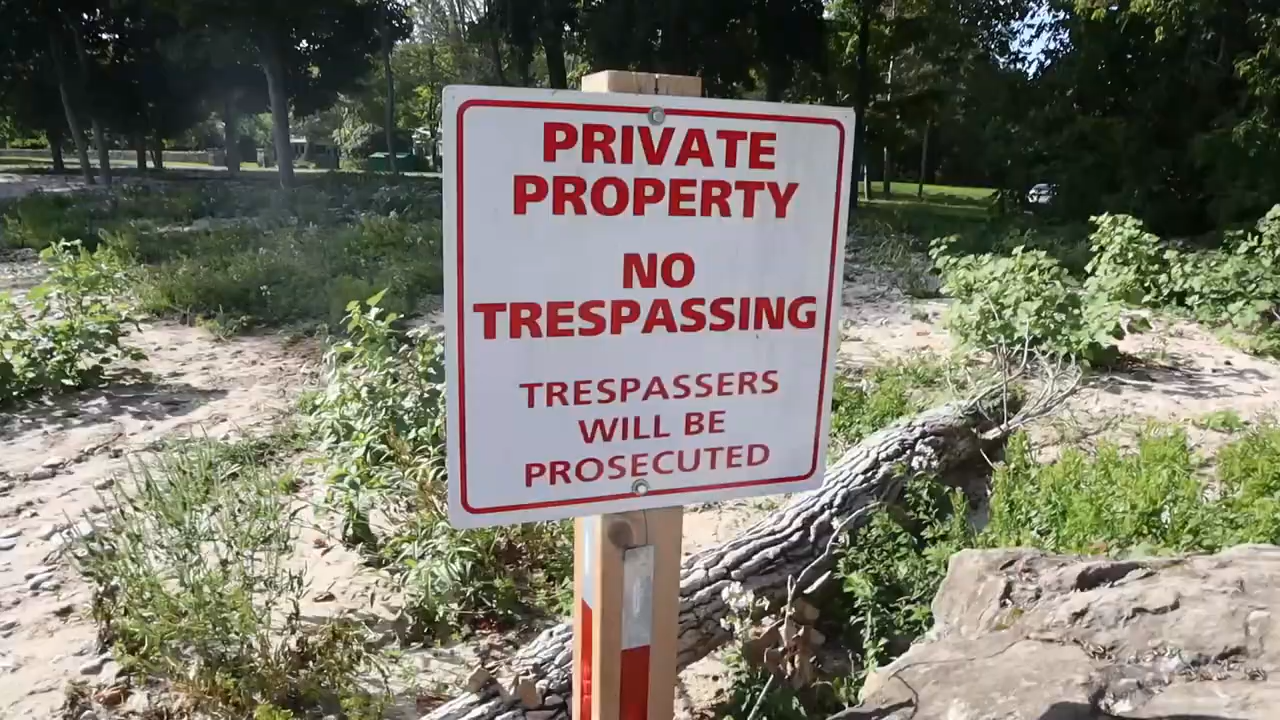 PRIVATE
PROPERTY
NO
TRESPASSING
TRESPASSERS
WILL BE
PROSECUTED